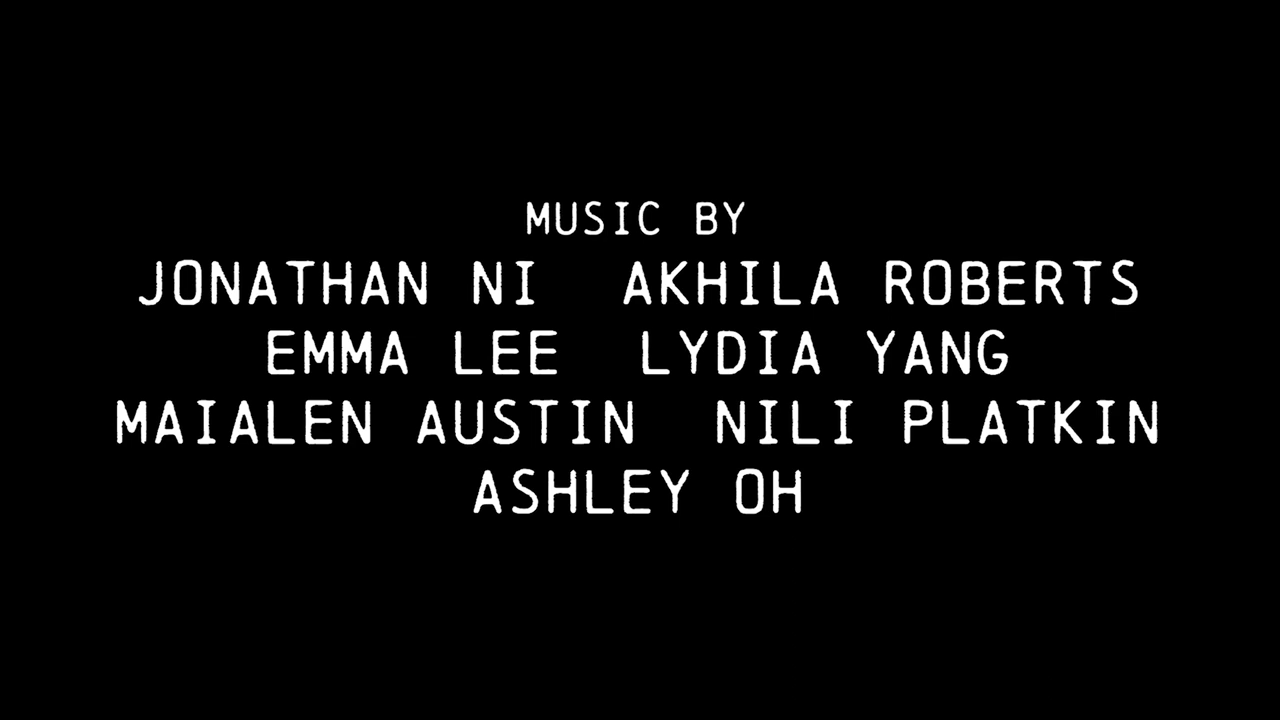 MUSIC BY
JONATHAN NI  AKHILA ROBERTS
EMMA LEE  LYDIA YANG
MAIALEN AUSTIN  NILI PLATKIN
ASHLEY OH